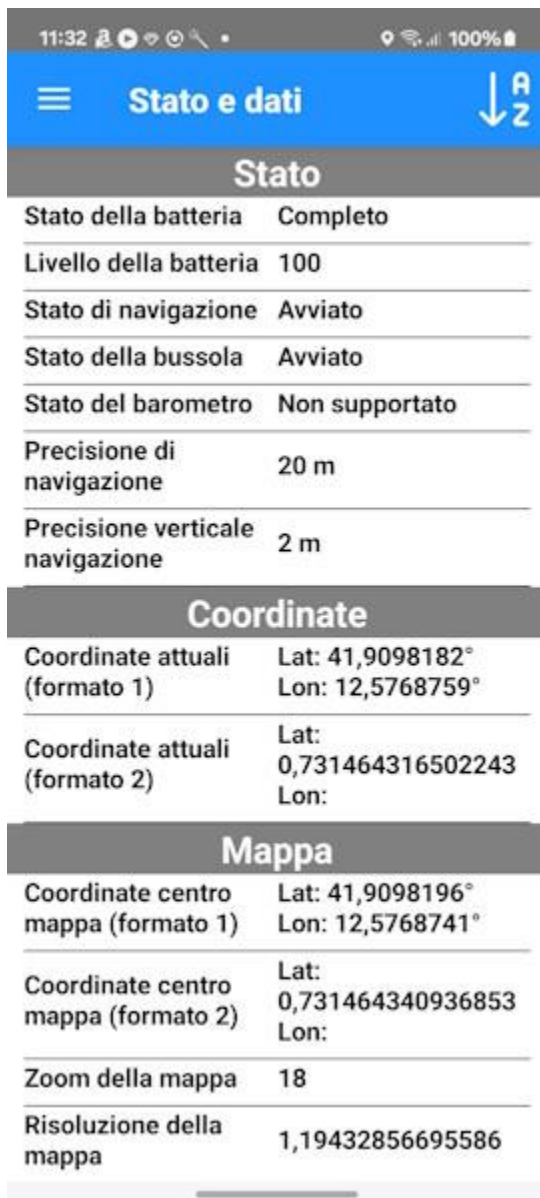 11:32
100%
Stato e dati
A
Z
Stato
Stato della batteria Completo
Livello della batteria 100
Stato di navigazione Avviato
Stato della bussola Avviato
Stato del barometro Non supportato
Precisione di
navigazione
20 m
Precisione verticale
navigazione
2 m
Coordinate
Coordinate attuali
(formato 1)
Lat: 41,9098182°
Lon: 12,5768759°
Coordinate attuali
(formato 2)
Lat:
0,731464316502243
Lon:
Mappa
Coordinate centro
mappa (formato 1)
Lat: 41,9098196°
Lon: 12,5768741°
Coordinate centro
mappa (formato 2)
Lat:
0,731464340936853
Lon:
Zoom della mappa 18
Risoluzione della
mappa
1,19432856695586